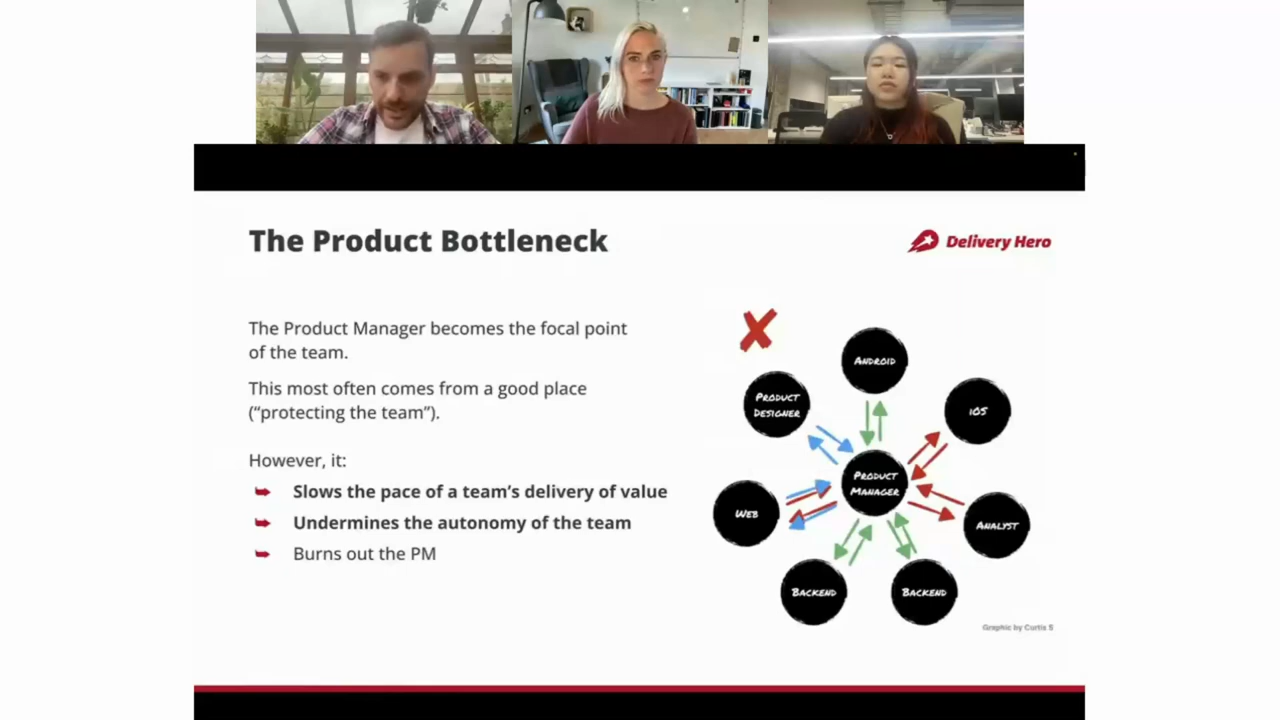 The Product Bottleneck
Delivery Hero
The Product Manager becomes the focal point
of the team.
This most often comes from a good place
(“protecting the team”).
However, it:
Slows the pace of a team’s delivery of value
Undermines the autonomy of the team
Burns out the PM
ANDROID
PRODUCT
DESIGNER
iOS
PRODUCT
MANAGER
WEB
ANALYST
BACKEND
BACKEND
Graphic by Curtis S